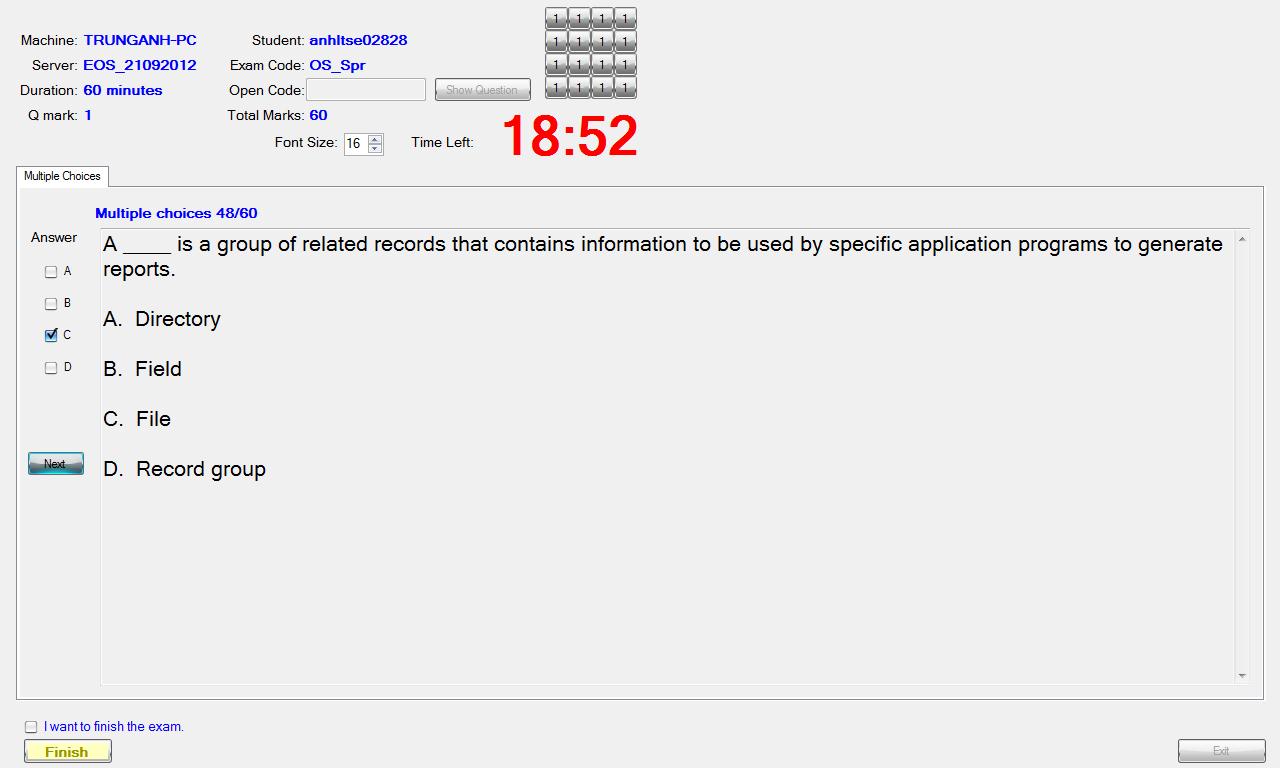 Machine: TRUNGANH-PC Student: anhltse02828
Server: EOS_21092012 Exam Code: OS_Spr
Duration: 60 minutes Open Code: Show Question
Q mark: 1 Total Marks: 60
Font Size: 16 Time Left: 18:52
1 1 1 1
1 1 1 1
1 1 1 1
1 1 1 1
Multiple Choices
Multiple choices 48/60
Answer
A
B
C
D
Next
A ____ is a group of related records that contains information to be used by specific application programs to generate
reports.
A. Directory
B. Field
C. File
D. Record group
I want to finish the exam.
Finish
Exit